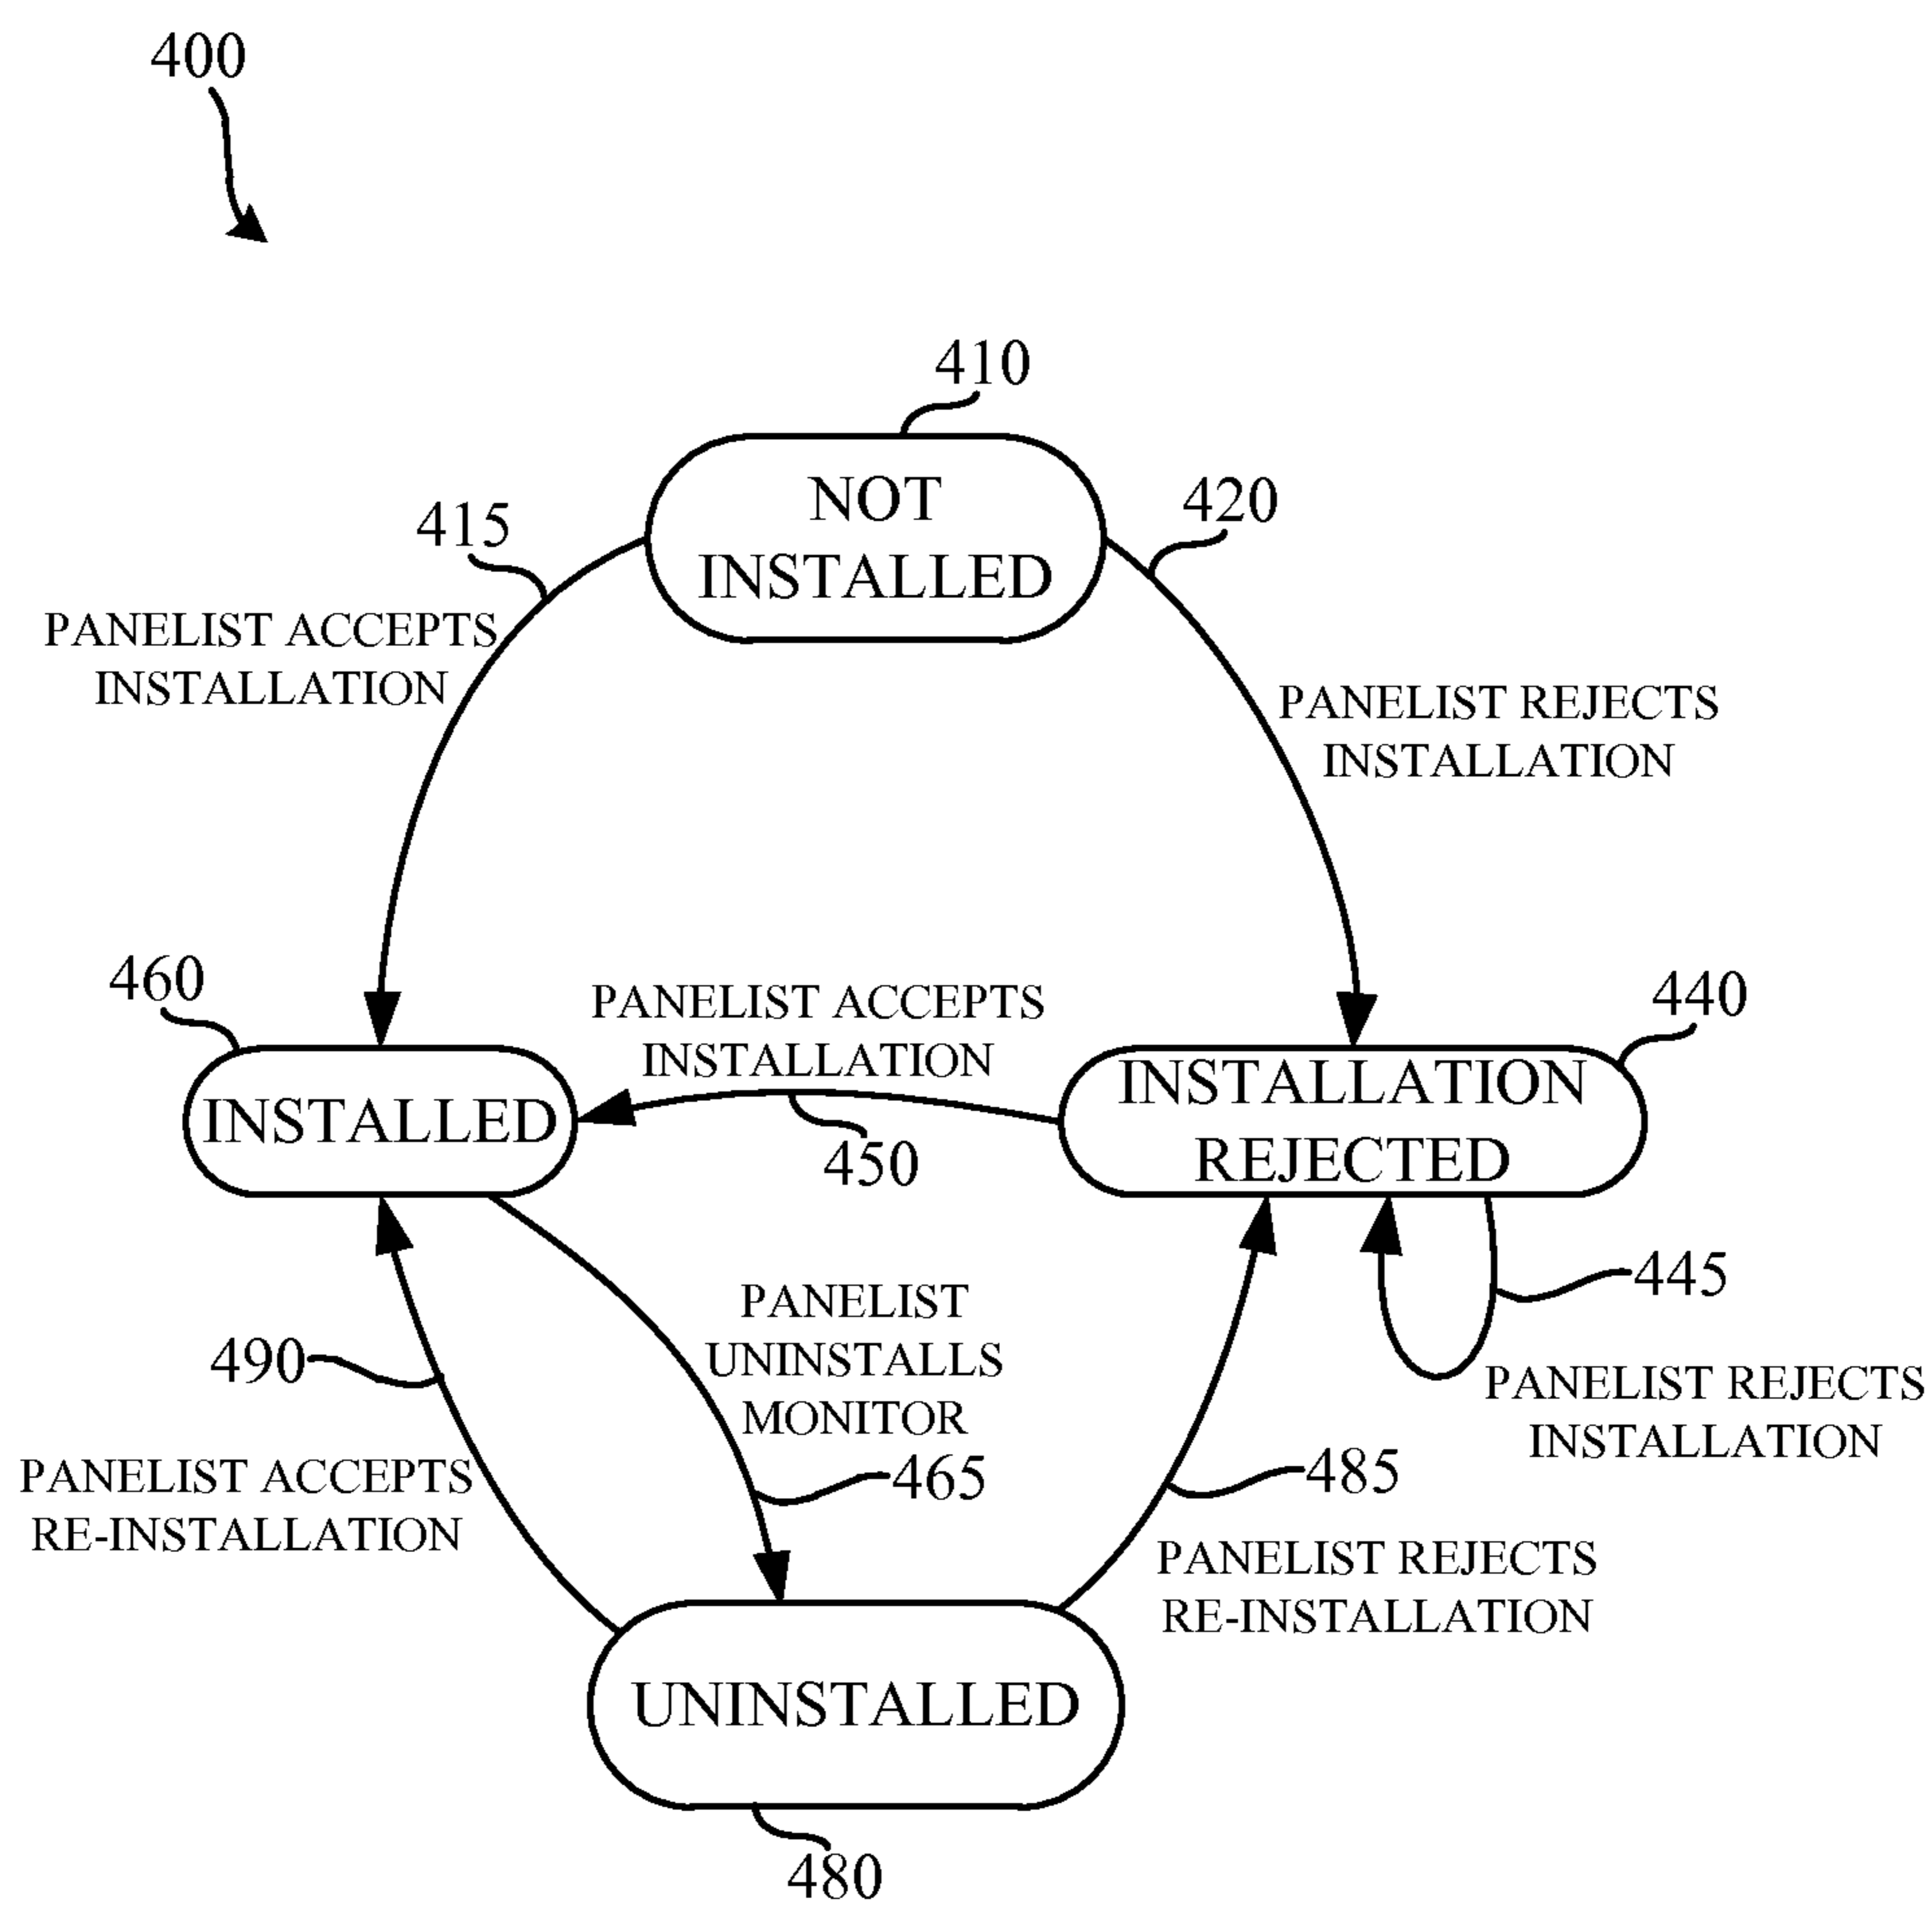 400
410
NOT
INSTALLED
415
420
PANELIST ACCEPTS
INSTALLATION
PANELIST REJECTS
INSTALLATION
460
PANELIST ACCEPTS
INSTALLATION
440
INSTALLED
450
INSTALLATION
REJECTED
490
PANELIST
UNINSTALLS
MONITOR
465
445
PANELIST REJECTS
INSTALLATION
485
PANELIST ACCEPTS
RE-INSTALLATION
PANELIST REJECTS
RE-INSTALLATION
UNINSTALLED
480